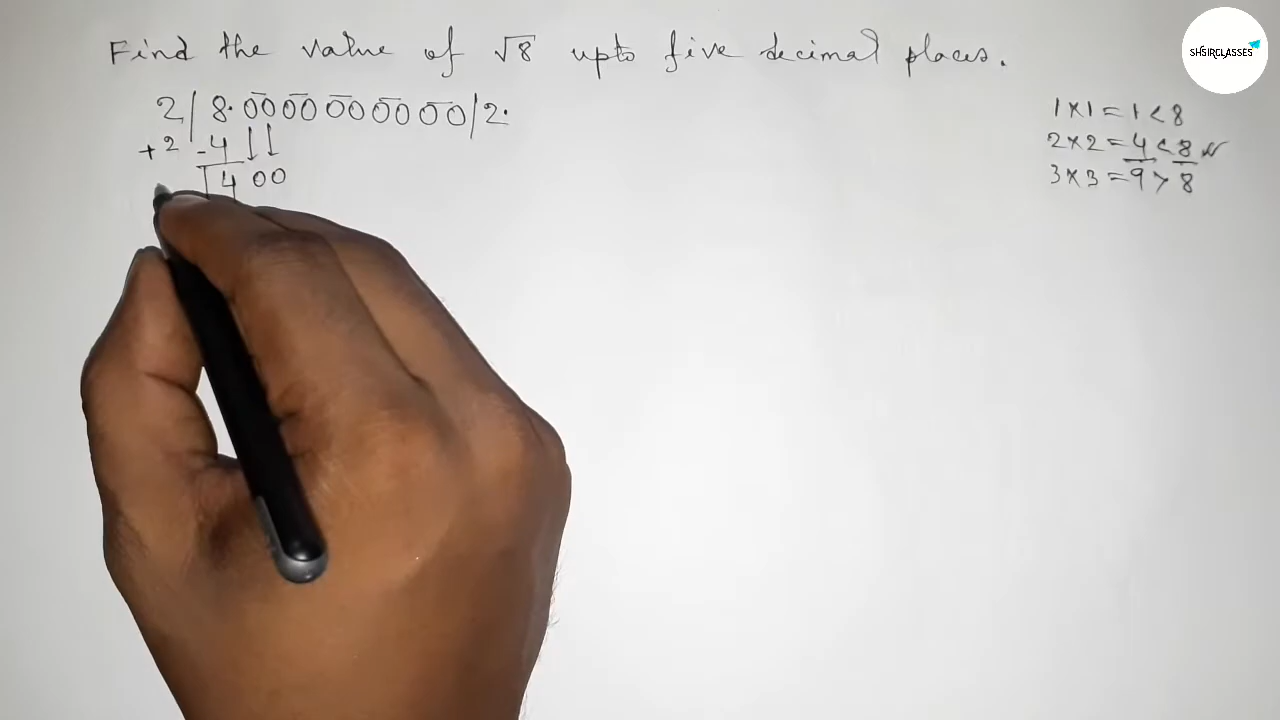 Find the value of √8 upto five decimal places.
SHSIRCLASSES
2 | 8.00 00 00 00 00 | 2.
+ 2 - 4
4 00
1 × 1 = 1 < 8
2 × 2 = 4 < 8 ✓
3 × 3 = 9 > 8